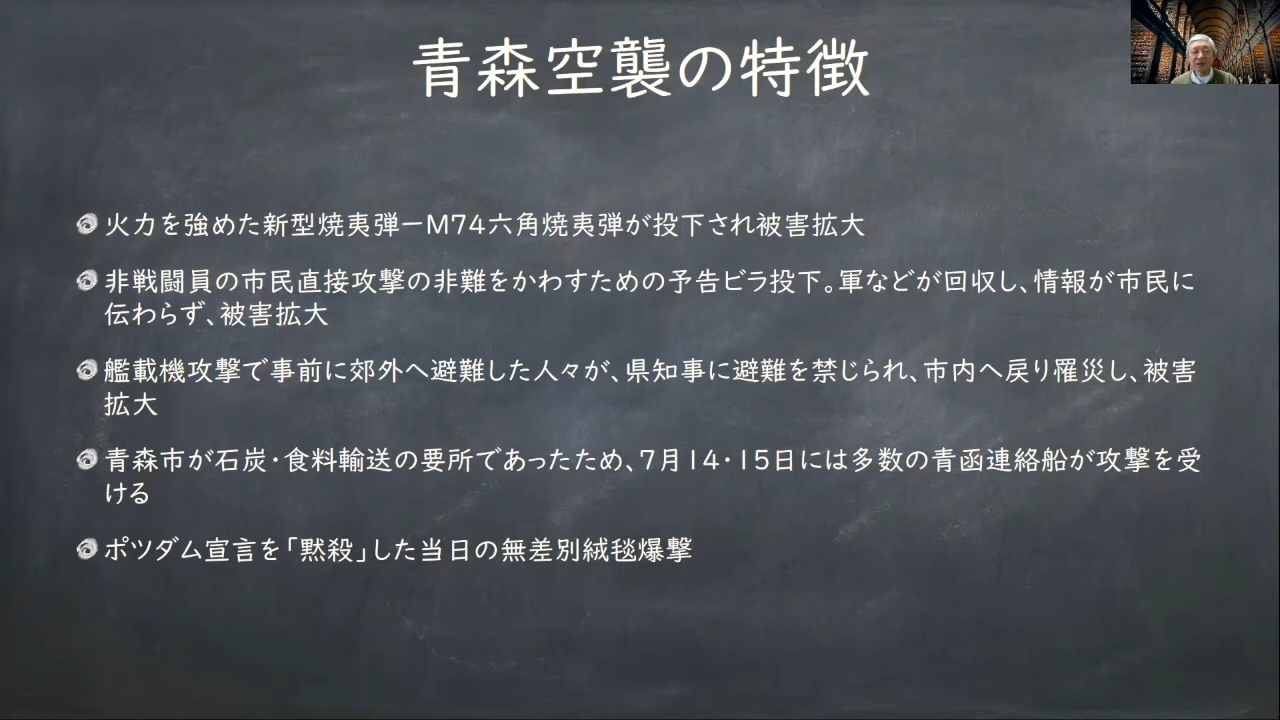 青森空襲の特徴
火力を強めた新型焼夷弾ーM74六角焼夷弾が投下され被害拡大
非戦闘員の市民直接攻撃の非難をかわすための予告ビラ投下。軍などが回収し、情報が市民に
伝わらず、被害拡大
艦載機攻撃で事前に郊外へ避難した人々が、県知事に避難を禁じられ、市内へ戻り罹災し、被害
拡大
青森市が石炭・食料輸送の要所であったため、7月14・15日には多数の青函連絡船が攻撃を受
ける
ポツダム宣言を「黙殺」した当日の無差別絨毯爆撃